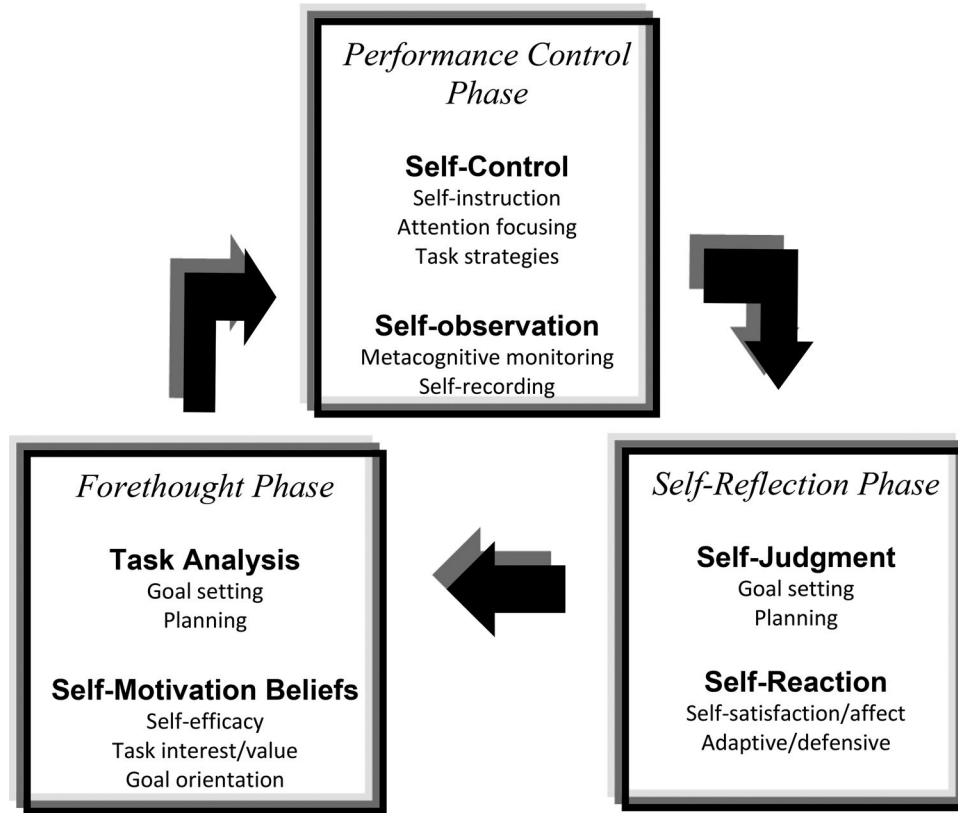 Performance Control
Phase
Self-Control
Self-instruction
Attention focusing
Task strategies
Self-observation
Metacognitive monitoring
Self-recording
Forethought Phase
Task Analysis
Goal setting
Planning
Self-Motivation Beliefs
Self-efficacy
Task interest/value
Goal orientation
Self-Reflection Phase
Self-Judgment
Goal setting
Planning
Self-Reaction
Self-satisfaction/affect
Adaptive/defensive